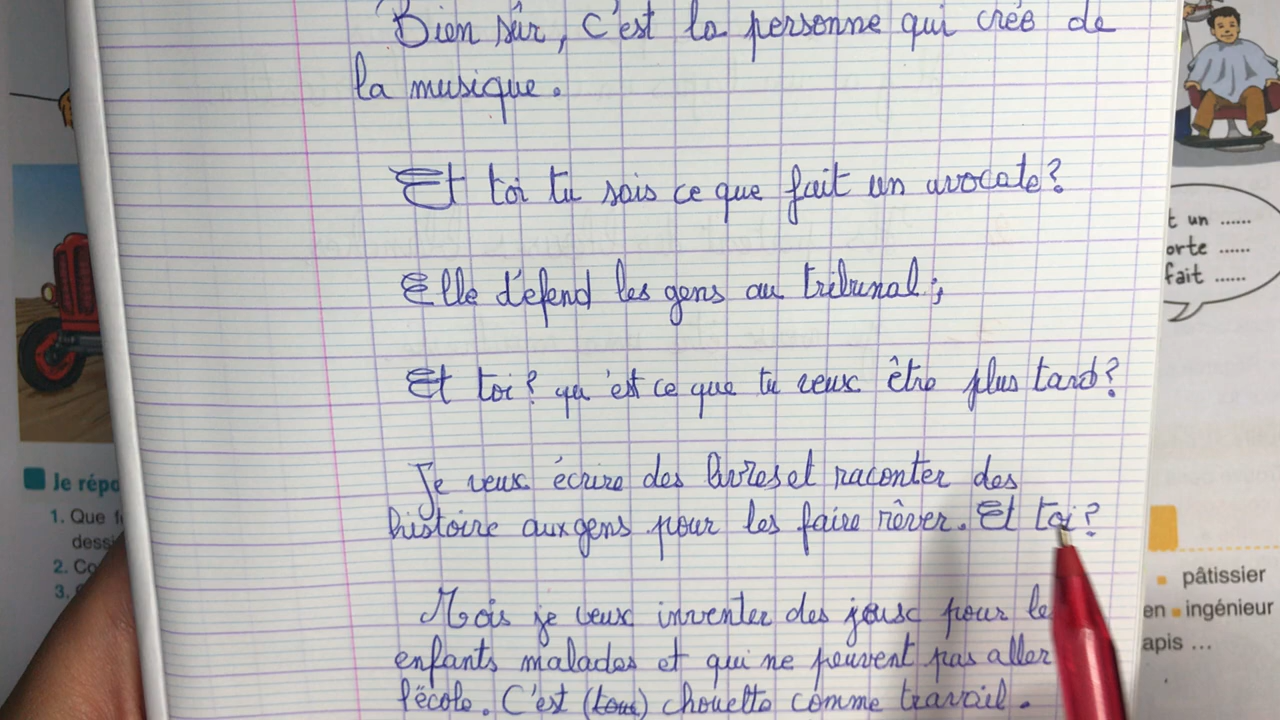 Bien sûr, c'est la personne qui crée de
la musique.
Et toi tu sais ce que fait un avocate?
Elle défend les gens au tribunal;
Et toi? qu'est ce que tu veux être plus tard?
Je veux écrire des livres et raconter des
histoire aux gens pour les faire rêver. Et toi?
Mois je veux inventer des jeux pour le
enfants malades et qui ne peuvent pas aller
l'école. C'est (tous) chouette comme travail.
t un ......
orte ......
fait ......
Je répo
1. Que f
dessi
2. Co
3.
pâtissier
en ingénieur
apis ...